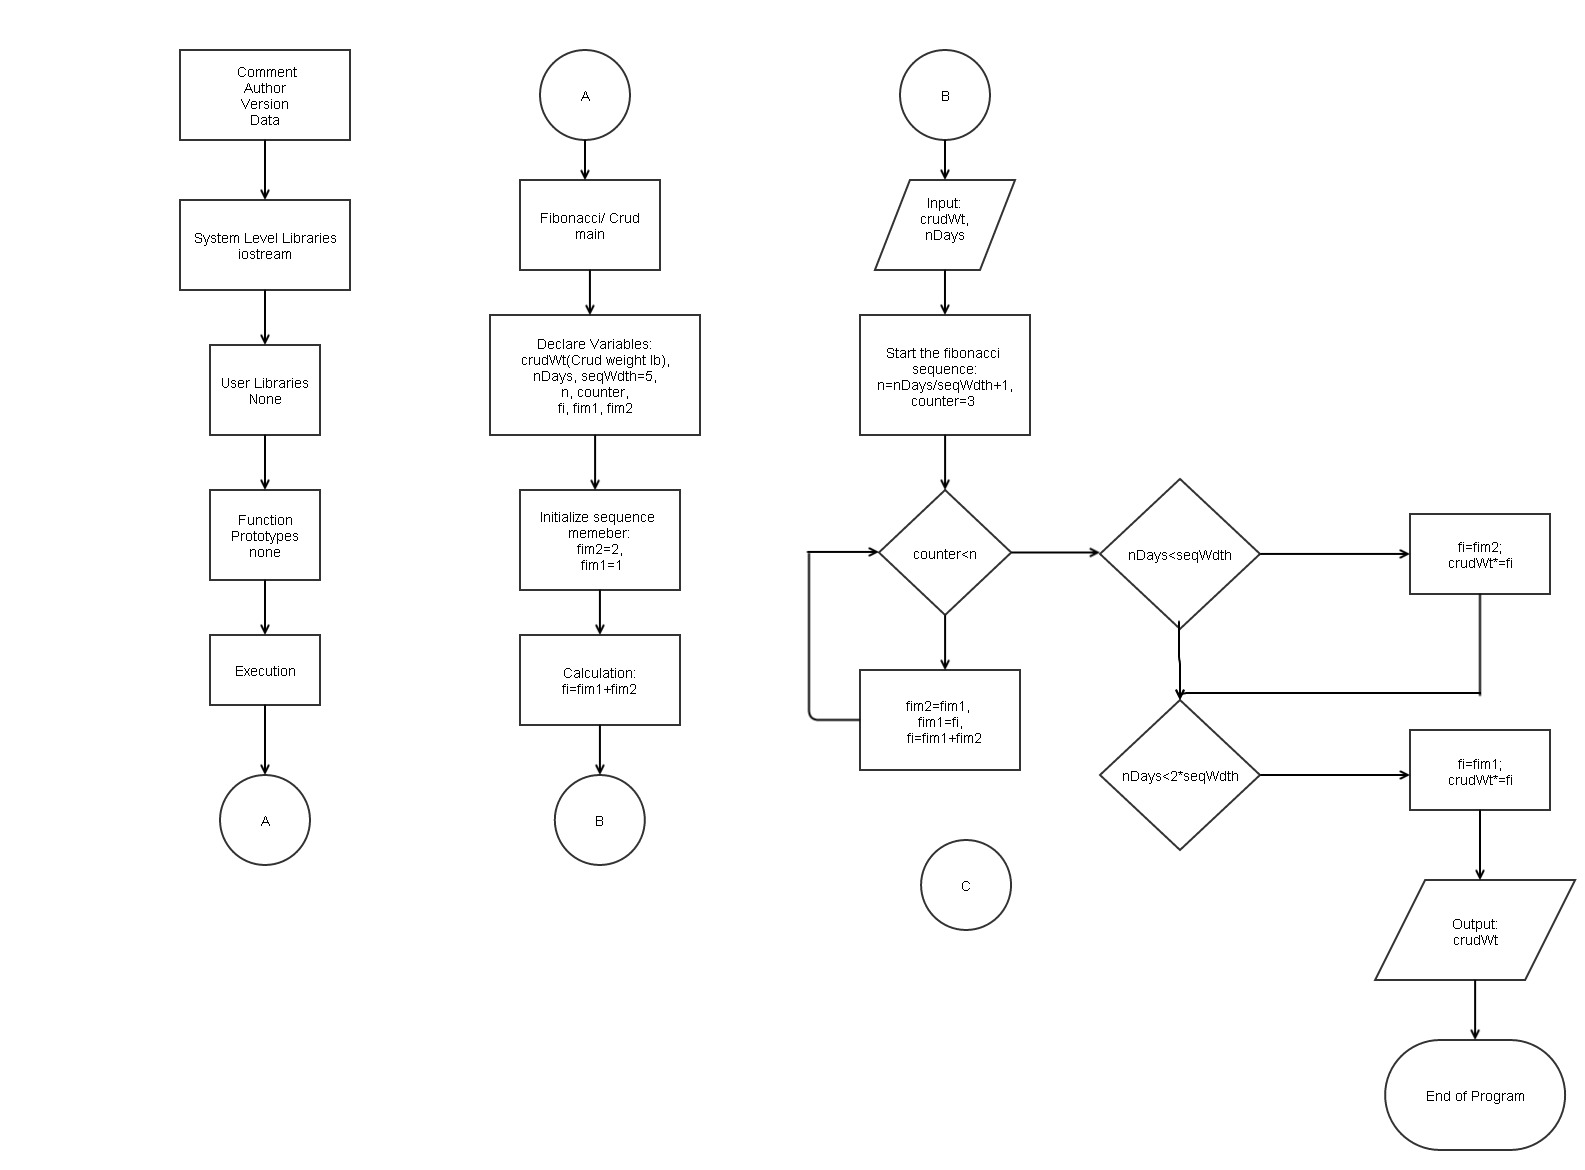 Comment
Author
Version
Data
System Level Libraries
iostream
User Libraries
None
Function
Prototypes
none
Execution
A
A
Fibonacci/ Crud
main
Declare Variables:
crudWt(Crud weight lb),
nDays, seqWdth=5,
n, counter,
fi, fim1, fim2
Initialize sequence
memeber:
fim2=2,
fim1=1
Calculation:
fi=fim1+fim2
B
B
Input:
crudWt,
nDays
Start the fibonacci
sequence:
n=nDays/seqWdth+1,
counter=3
counter<n
fim2=fim1,
fim1=fi,
fi=fim1+fim2
C
nDays<seqWdth
fi=fim2;
crudWt*=fi
nDays<2*seqWdth
fi=fim1;
crudWt*=fi
Output:
crudWt
End of Program